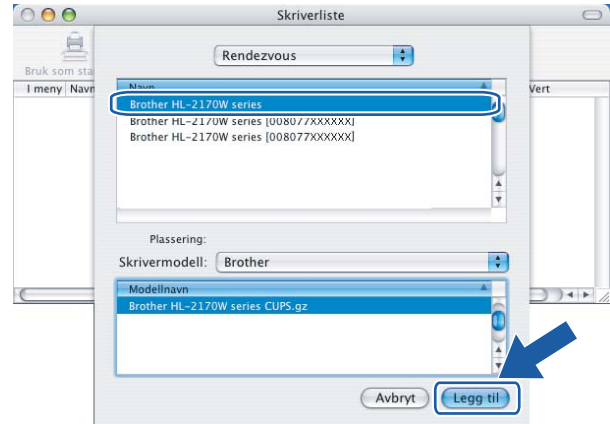 Skriverliste
Rendezvous
Bruk som sta
I meny Navn Vert
Navn
Brother HL-2170W series
Brother HL-2170W series [008077XXXXXX]
Brother HL-2170W series [008077XXXXXX]
Plassering:
Skrivermodell: Brother
Modellnavn
Brother HL-2170W series CUPS.gz
Avbryt Legg til